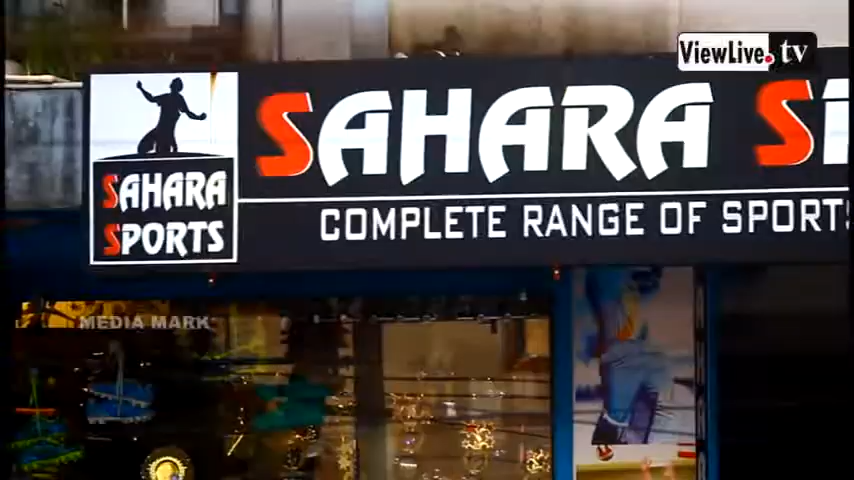 ViewLive.tv
SAHARA S
SAHARA
SPORTS
COMPLETE RANGE OF SPORTS
MEDIA MARK